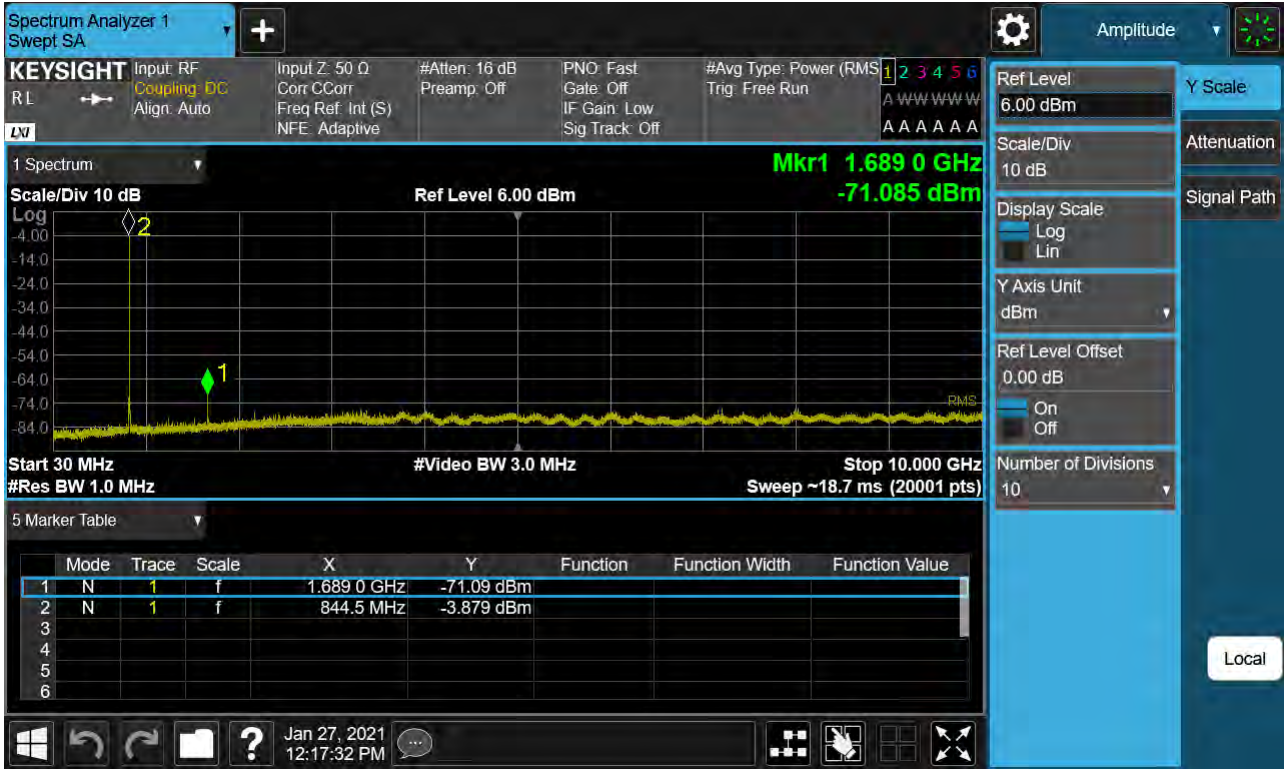 Spectrum Analyzer 1
Swept SA
+
Amplitude
KEYSIGHT
R L
LXI
Input: RF
Coupling: DC
Align: Auto
Input Z: 50 Ω
Corr CCorr
Freq Ref: Int (S)
NFE: Adaptive
#Atten: 16 dB
Preamp: Off
PNO: Fast
Gate: Off
IF Gain: Low
Sig Track: Off
#Avg Type: Power (RMS
Trig: Free Run
1 2 3 4 5 6
A W W W W W
A A A A A A
1 Spectrum
Mkr1 1.689 0 GHz
-71.085 dBm
Scale/Div 10 dB
Ref Level 6.00 dBm
Log
-4.00
-14.0
-24.0
-34.0
-44.0
-54.0
-64.0
-74.0
-84.0
2
1
RMS
Start 30 MHz
#Video BW 3.0 MHz
Stop 10.000 GHz
#Res BW 1.0 MHz
Sweep ~18.7 ms (20001 pts)
5 Marker Table
Mode Trace Scale X Y Function Function Width Function Value
1 N 1 f 1.689 0 GHz -71.09 dBm
2 N 1 f 844.5 MHz -3.879 dBm
3
4
5
6
Ref Level
6.00 dBm
Scale/Div
10 dB
Display Scale
Log
Lin
Y Axis Unit
dBm
Ref Level Offset
0.00 dB
On
Off
Number of Divisions
10
Y Scale
Attenuation
Signal Path
Local
?
Jan 27, 2021
12:17:32 PM